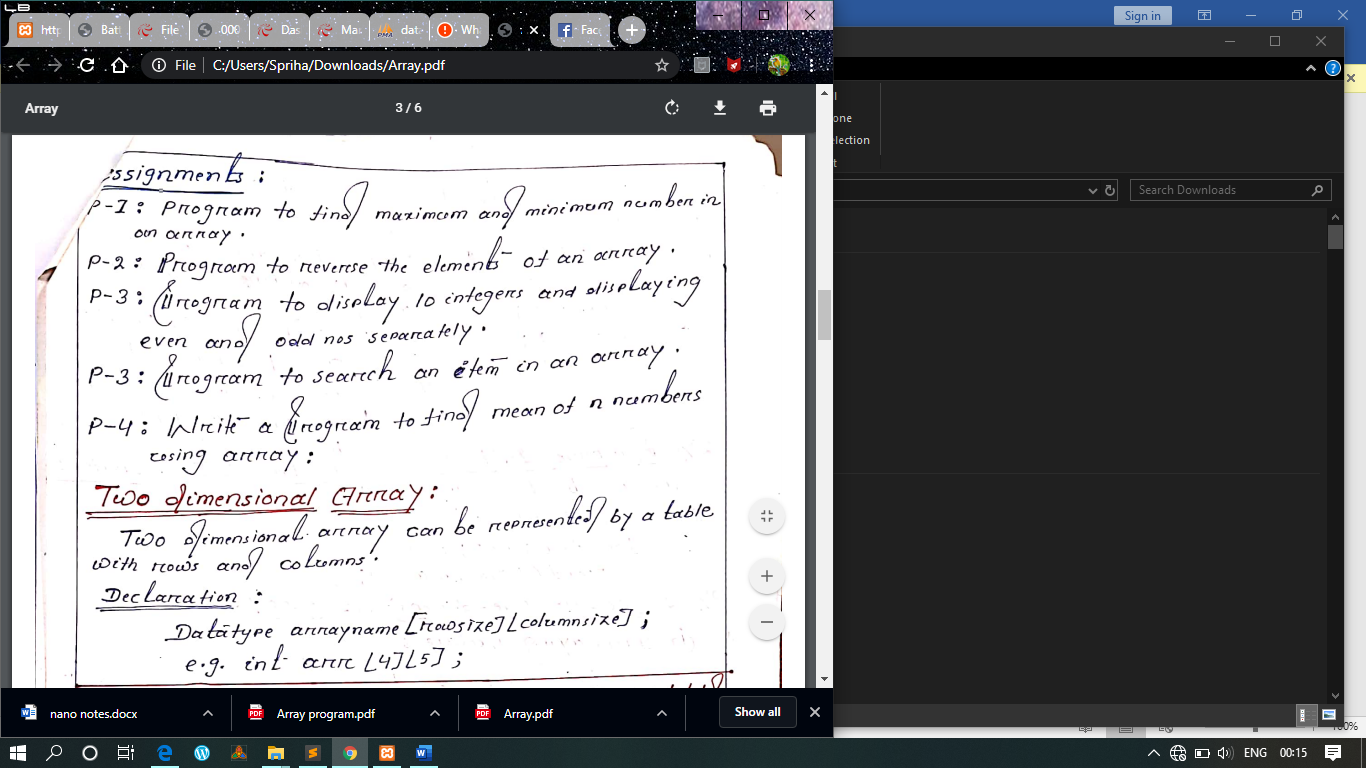 Sign in
http
Bati
File
.000
Das
Ma
dat
Wh
Fac
File | C:/Users/Spriha/Downloads/Array.pdf
Array
3 / 6
one
election
Search Downloads
ssignments :
P-1 : Program to find maximum and minimum number in
an array.
P-2 : Program to reverse the elements of an array.
P-3 : Program to display 10 integers and displaying
even and odd nos separately.
P-3 : Program to search an item in an array.
P-4 : Write a Program to find mean of n numbers
using array :
Two dimensional Array :
Two dimensional array can be represented by a table
with rows and columns.
Declaration :
Datatype arrayname [rowsize][columnsize] ;
e.g. int arr [4][5] ;
nano notes.docx
Array program.pdf
Array.pdf
Show all
100%
ENG
00:15